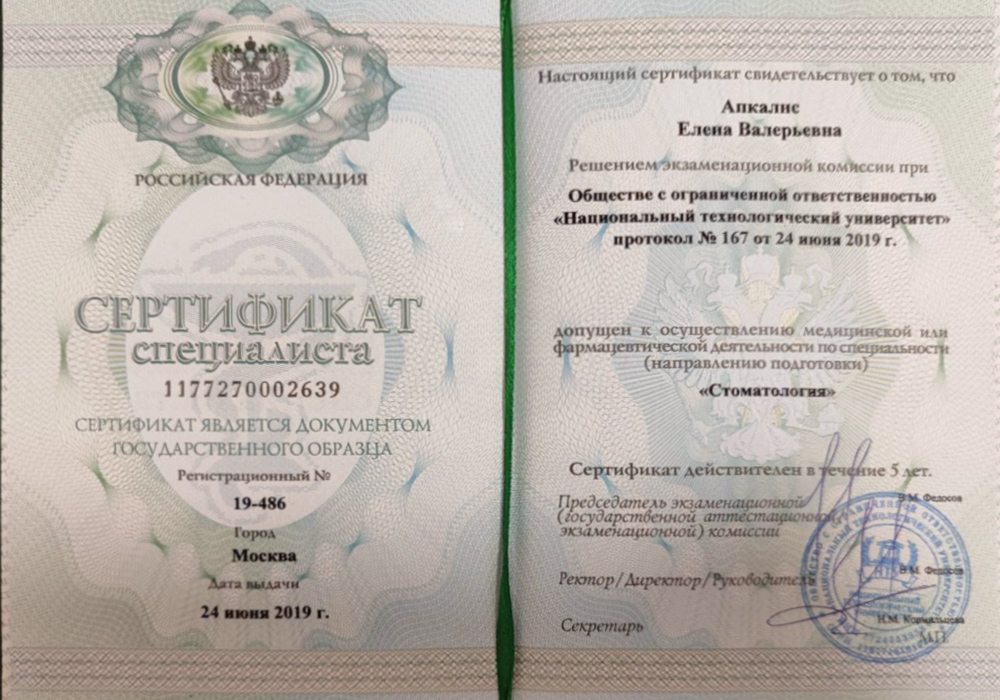 РОССИЙСКАЯ ФЕДЕРАЦИЯ
СЕРТИФИКАТ
специалиста
1177270002639
СЕРТИФИКАТ ЯВЛЯЕТСЯ ДОКУМЕНТОМ
ГОСУДАРСТВЕННОГО ОБРАЗЦА
Регистрационный №
19-486
Город
Москва
Дата выдачи
24 июня 2019 г.
Настоящий сертификат свидетельствует о том, что
Апкалис
Елена Валерьевна
Решением экзаменационной комиссии при
Обществе с ограниченной ответственностью
«Национальный технологический университет»
протокол № 167 от 24 июня 2019 г.
допущен к осуществлению медицинской или
фармацевтической деятельности по специальности
(направлению подготовки)
«Стоматология»
Сертификат действителен в течение 5 лет.
Председатель экзаменационной
(государственной аттестационной
экзаменационной) комиссии
В.М. Федосов
Ректор/Директор/Руководитель
В.М. Федосов
Секретарь
Н.М.
М.П.